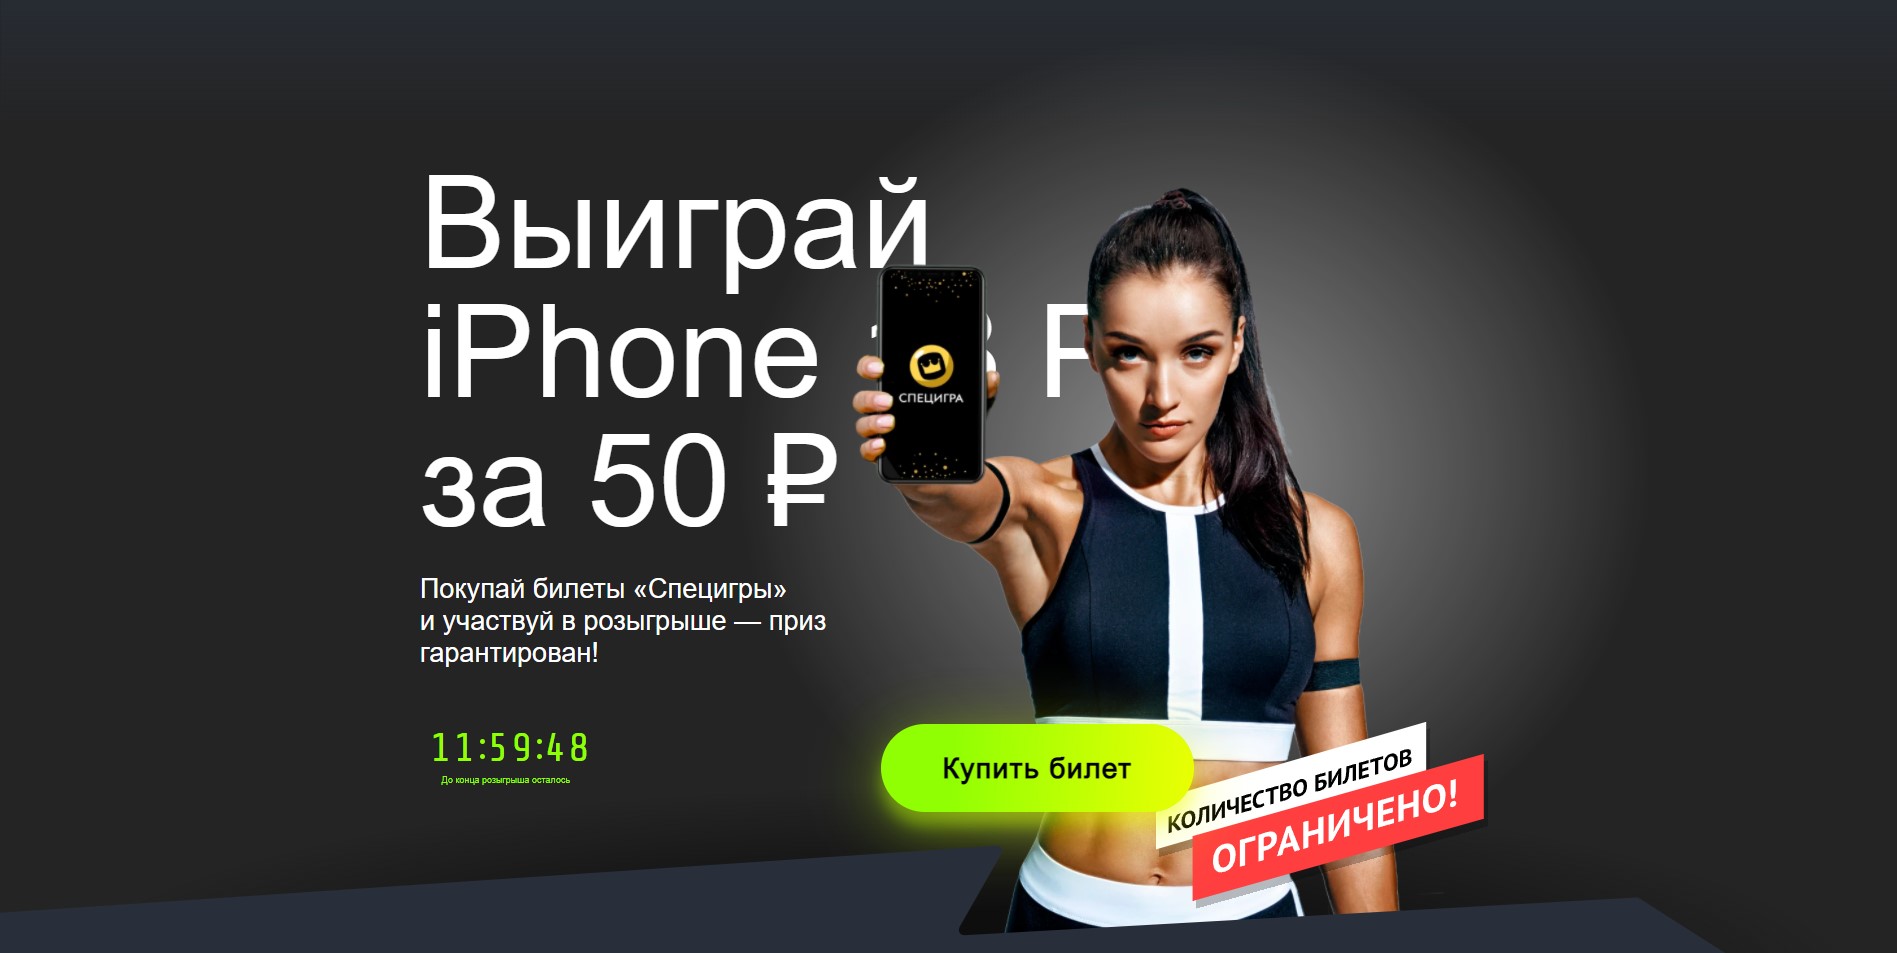 Выиграй
iPhone
за 50 ₽
СПЕЦИГРА
Покупай билеты «Специгры»
и участвуй в розыгрыше — приз
гарантирован!
11:59:48
До конца розыгрыша осталось
Купить билет
КОЛИЧЕСТВО БИЛЕТОВ
ОГРАНИЧЕНО!